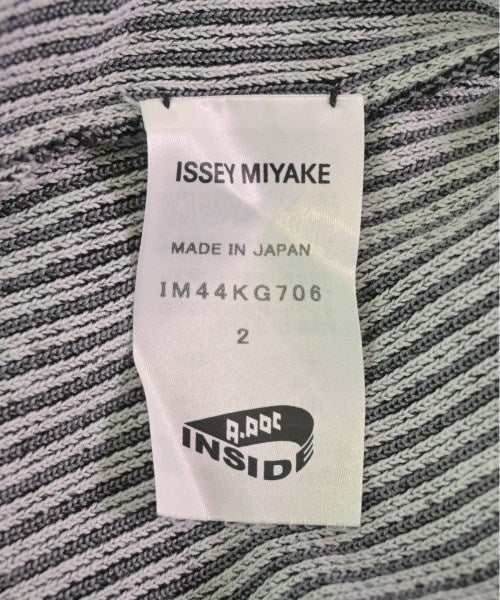 ISSEY MIYAKE
MADE IN JAPAN
IM44KG706
2
A-POC
INSIDE